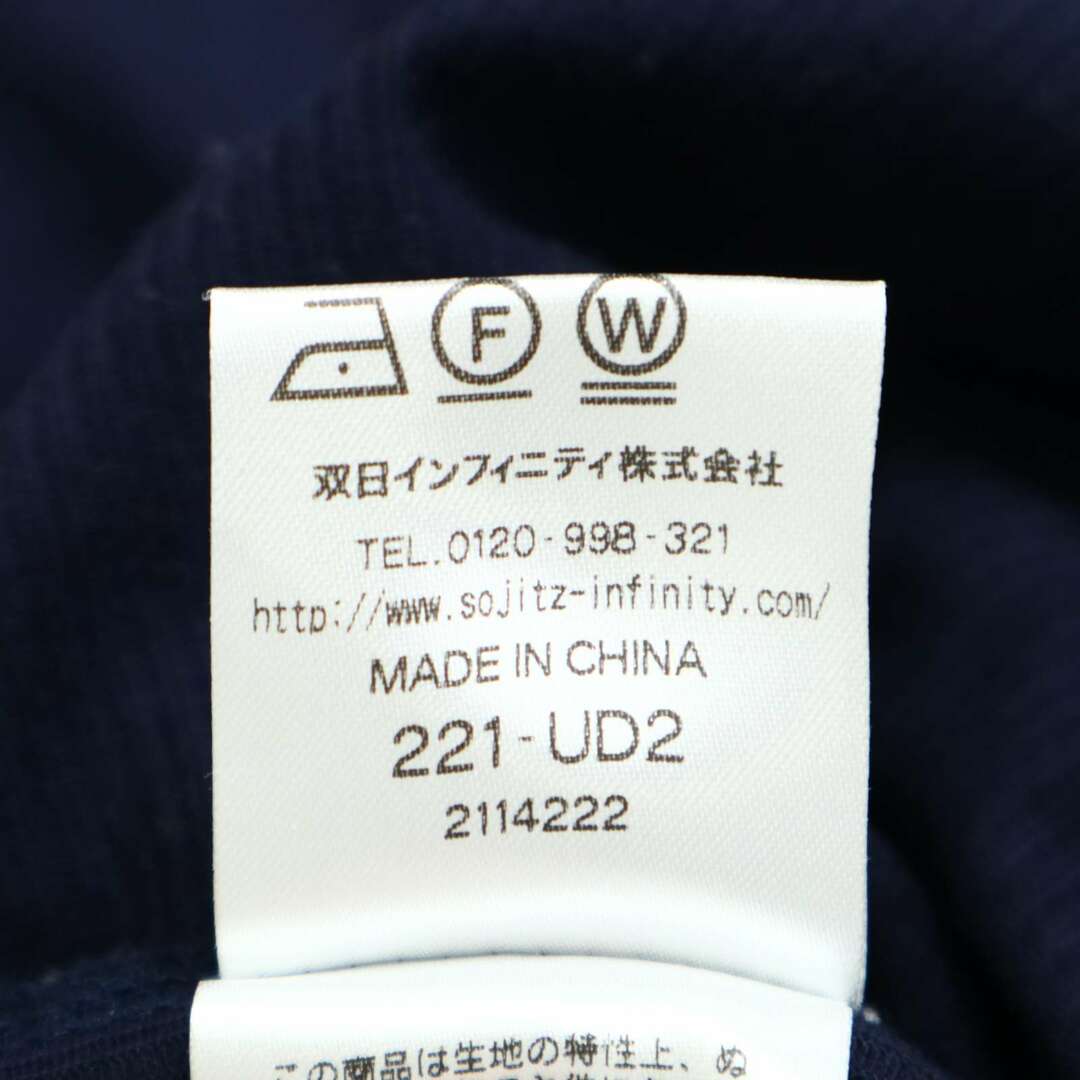 F W
双日インフィニティ株式会社
TEL.0120-998-321
http://www.sojitz-infinity.com/
MADE IN CHINA
221-UD2
2114222
この商品は生地の特性上、ぬ